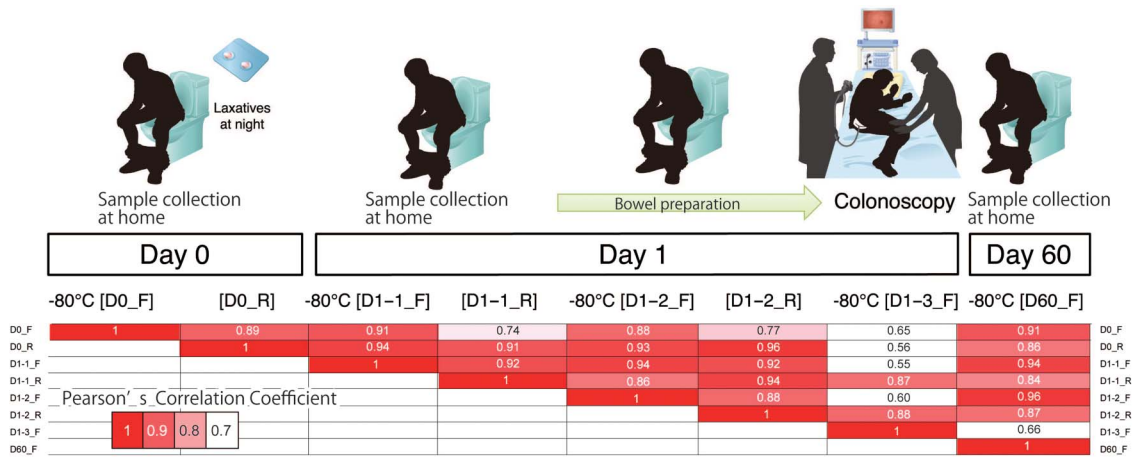 Laxatives
at night
Sample collection
at home
Sample collection
at home
Bowel preparation
Colonoscopy
Sample collection
at home
Day 0
Day 1
Day 60
-80°C [D0_F] [D0_R] -80°C [D1-1_F] [D1-1_R] -80°C [D1-2_F] [D1-2_R] -80°C [D1-3_F] -80°C [D60_F]
D0_F 1 0.89 0.91 0.74 0.88 0.77 0.65 0.91 D0_F
D0_R 1 0.94 0.91 0.93 0.96 0.56 0.86 D0_R
D1-1_F 1 0.92 0.94 0.92 0.55 0.94 D1-1_F
D1-1_R 1 0.86 0.94 0.87 0.84 D1-1_R
D1-2_F 1 0.88 0.60 0.96 D1-2_F
D1-2_R 1 0.88 0.87 D1-2_R
D1-3_F 1 0.66 D1-3_F
D60_F 1 D60_F
Pearson's Correlation Coefficient
1 0.9 0.8 0.7